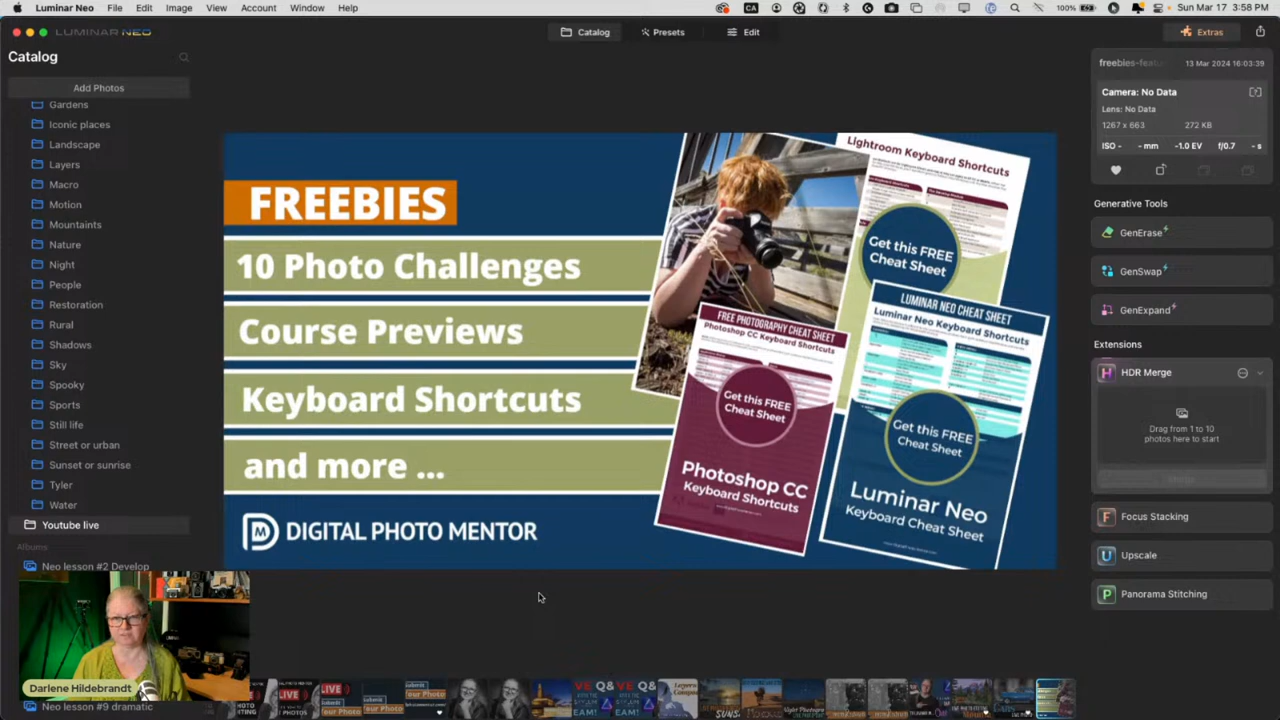 Luminar Neo File Edit Image View Account Window Help
100% Sun Mar 17 3:58 PM
LUMINAR NEO
Catalog Presets Edit
Extras
Catalog
Add Photos
Gardens
Iconic places
Landscape
Layers
Macro
Motion
Mountaints
Nature
Night
People
Restoration
Rural
Shadows
Sky
Spooky
Sports
Still life
Street or urban
Sunset or sunrise
Tyler
Water
Youtube live
Albums
Neo lesson #2 Develop
Neo lesson #9 dramatic
Darlene Hildebrandt
FREEBIES
10 Photo Challenges
Course Previews
Keyboard Shortcuts
and more ...
DIGITAL PHOTO MENTOR
Lightroom Keyboard Shortcuts
Get this FREE
Cheat Sheet
FREE PHOTOGRAPHY CHEAT SHEET
Photoshop CC Keyboard Shortcuts
Get this FREE
Cheat Sheet
Photoshop CC
Keyboard Shortcuts
LUMINAR NEO CHEAT SHEET
Luminar Neo Keyboard Shortcuts
Get this FREE
Cheat Sheet
Luminar Neo
Keyboard Cheat Sheet
13 Mar 2024 16:03:39
Camera: No Data
Lens: No Data
1267 x 663 272 KB
ISO - - mm -1.0 EV f/0.7 - s
Generative Tools
GenErase
GenSwap
GenExpand
Extensions
HDR Merge
Drag from 1 to 10
photos here to start
Focus Stacking
Upscale
Panorama Stitching